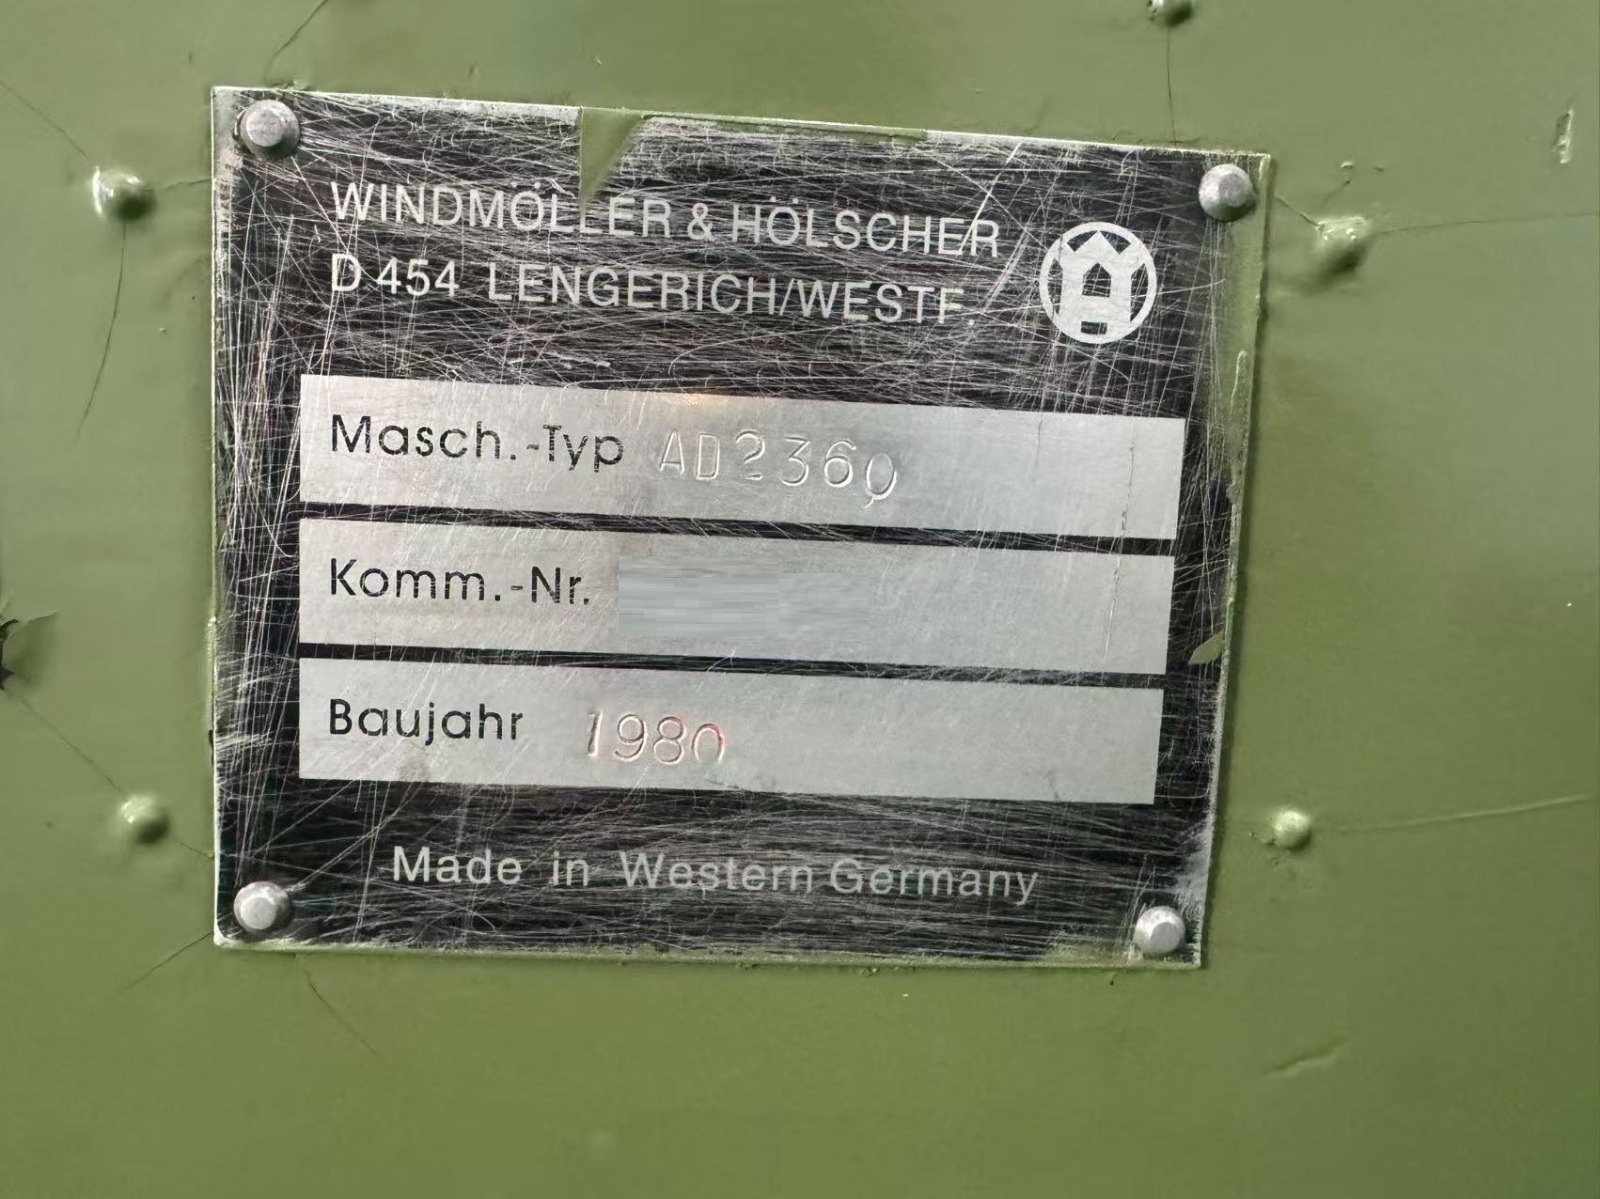 WINDMÖLLER & HÖLSCHER
D 454 LENGERICH/WESTF.
Masch.-Typ AD2360
Komm.-Nr.
Baujahr 1980
Made in Western Germany